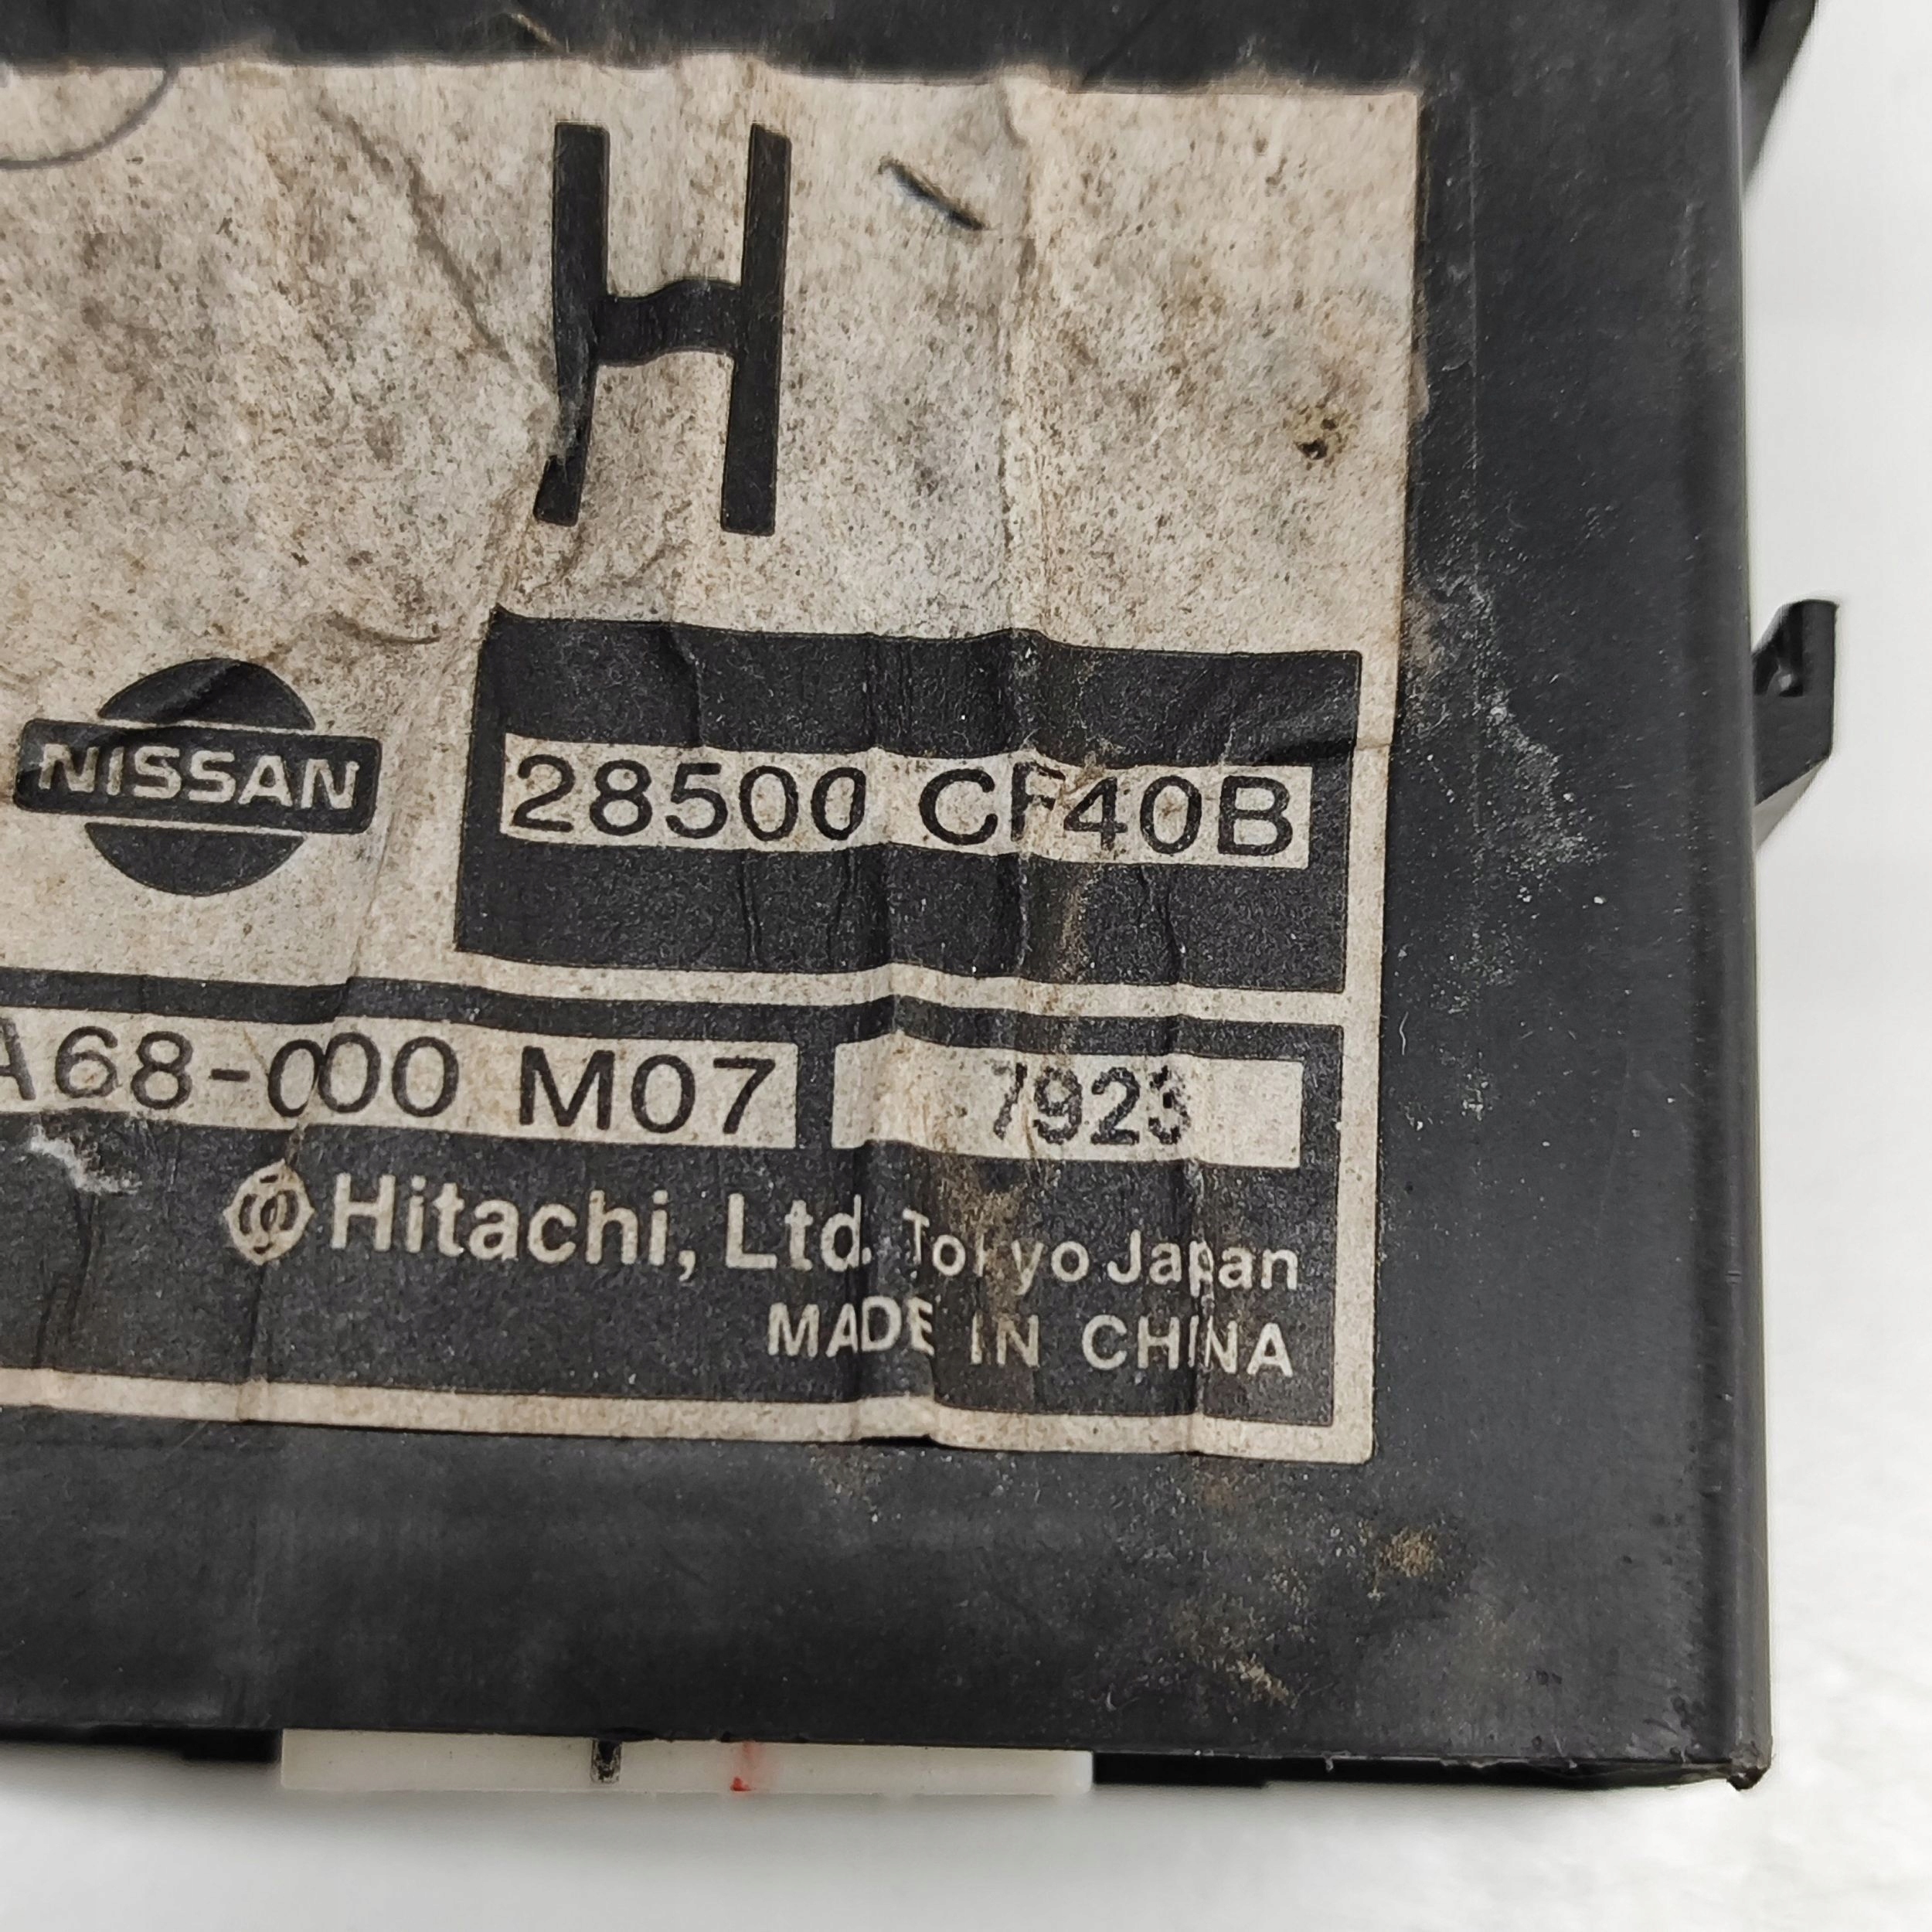 H
NISSAN
28500 CF40B
A68-000 M07 7923
Hitachi, Ltd. Tokyo Japan
MADE IN CHINA